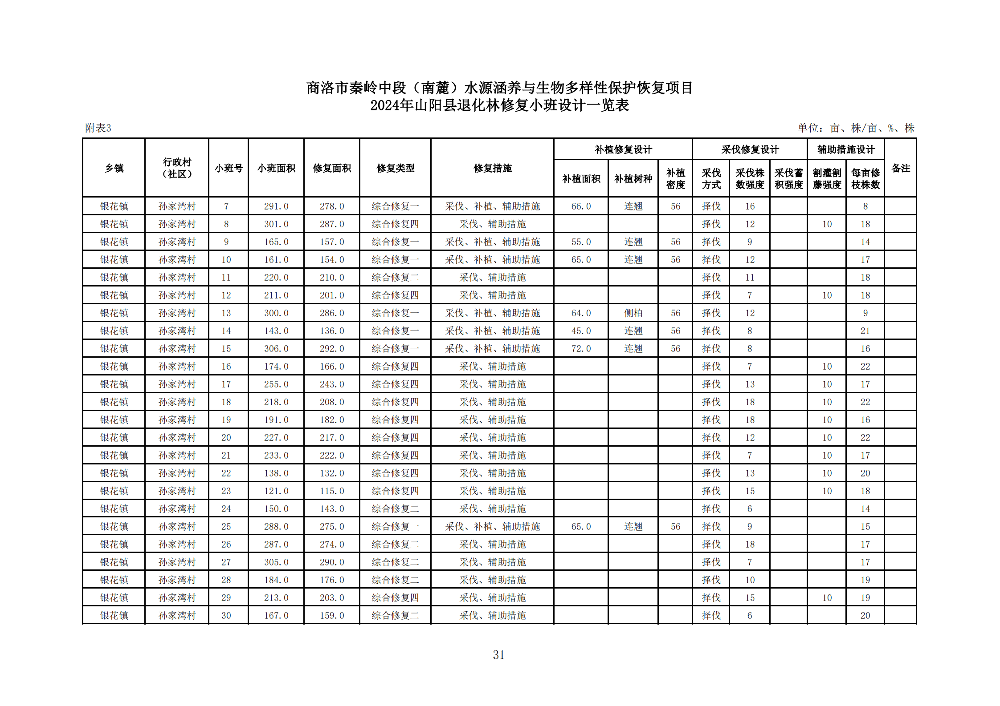 商洛市秦岭中段（南麓）水源涵养与生物多样性保护恢复项目
2024年山阳县退化林修复小班设计一览表
附表3 单位：亩、株/亩、%、株
乡镇 行政村（社区） 小班号 小班面积 修复面积 修复类型 修复措施 补植修复设计 采伐修复设计 辅助措施设计 备注
补植面积 补植树种 补植密度 采伐方式 采伐株数强度 采伐蓄积强度 割灌割藤强度 每亩修枝株数
银花镇 孙家湾村 7 291.0 278.0 综合修复一 采伐、补植、辅助措施 66.0 连翘 56 择伐 16 8
银花镇 孙家湾村 8 301.0 287.0 综合修复四 采伐、辅助措施 择伐 12 10 18
银花镇 孙家湾村 9 165.0 157.0 综合修复一 采伐、补植、辅助措施 55.0 连翘 56 择伐 9 14
银花镇 孙家湾村 10 161.0 154.0 综合修复一 采伐、补植、辅助措施 65.0 连翘 56 择伐 12 17
银花镇 孙家湾村 11 220.0 210.0 综合修复二 采伐、辅助措施 择伐 11 18
银花镇 孙家湾村 12 211.0 201.0 综合修复四 采伐、辅助措施 择伐 7 10 18
银花镇 孙家湾村 13 300.0 286.0 综合修复一 采伐、补植、辅助措施 64.0 侧柏 56 择伐 12 9
银花镇 孙家湾村 14 143.0 136.0 综合修复一 采伐、补植、辅助措施 45.0 连翘 56 择伐 8 21
银花镇 孙家湾村 15 306.0 292.0 综合修复一 采伐、补植、辅助措施 72.0 连翘 56 择伐 8 16
银花镇 孙家湾村 16 174.0 166.0 综合修复四 采伐、辅助措施 择伐 7 10 22
银花镇 孙家湾村 17 255.0 243.0 综合修复四 采伐、辅助措施 择伐 13 10 17
银花镇 孙家湾村 18 218.0 208.0 综合修复四 采伐、辅助措施 择伐 18 10 22
银花镇 孙家湾村 19 191.0 182.0 综合修复四 采伐、辅助措施 择伐 18 10 16
银花镇 孙家湾村 20 227.0 217.0 综合修复四 采伐、辅助措施 择伐 12 10 22
银花镇 孙家湾村 21 233.0 222.0 综合修复四 采伐、辅助措施 择伐 7 10 17
银花镇 孙家湾村 22 138.0 132.0 综合修复四 采伐、辅助措施 择伐 13 10 20
银花镇 孙家湾村 23 121.0 115.0 综合修复四 采伐、辅助措施 择伐 15 10 18
银花镇 孙家湾村 24 150.0 143.0 综合修复二 采伐、辅助措施 择伐 6 14
银花镇 孙家湾村 25 288.0 275.0 综合修复一 采伐、补植、辅助措施 65.0 连翘 56 择伐 9 15
银花镇 孙家湾村 26 287.0 274.0 综合修复二 采伐、辅助措施 择伐 18 17
银花镇 孙家湾村 27 305.0 290.0 综合修复二 采伐、辅助措施 择伐 7 17
银花镇 孙家湾村 28 184.0 176.0 综合修复二 采伐、辅助措施 择伐 10 19
银花镇 孙家湾村 29 213.0 203.0 综合修复四 采伐、辅助措施 择伐 15 10 19
银花镇 孙家湾村 30 167.0 159.0 综合修复二 采伐、辅助措施 择伐 6 20
31